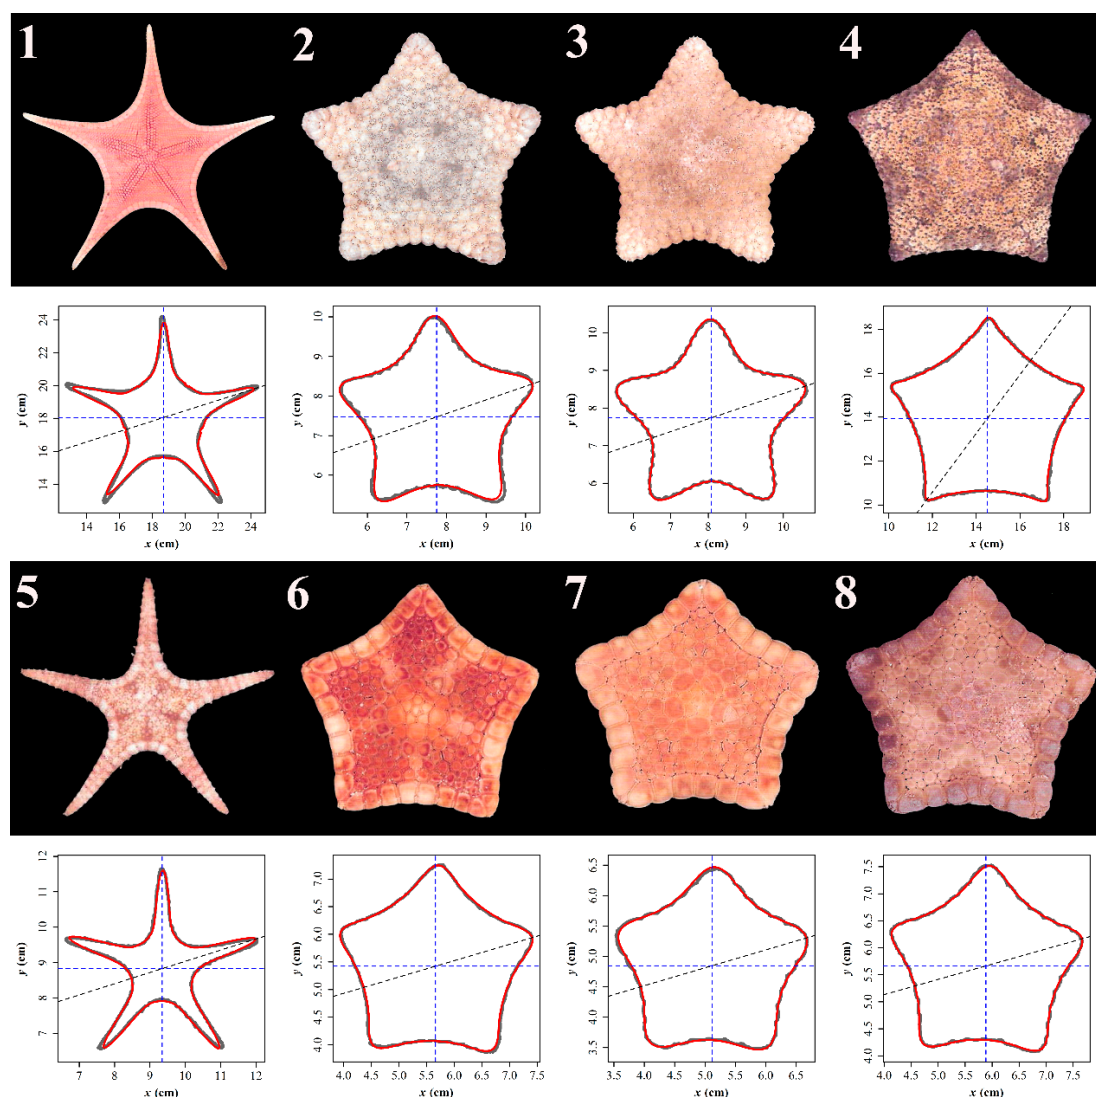 1 2 3 4
y (cm) 14 16 18 20 22 24
14 16 18 20 22 24
x (cm)
y (cm) 6 7 8 9 10
6 7 8 9 10
x (cm)
y (cm) 6 7 8 9 10
6 7 8 9 10
x (cm)
y (cm) 10 12 14 16 18
10 12 14 16 18
x (cm)
5 6 7 8
y (cm) 7 8 9 10 11 12
7 8 9 10 11 12
x (cm)
y (cm) 4.0 4.5 5.0 5.5 6.0 6.5 7.0
4.0 4.5 5.0 5.5 6.0 6.5 7.0 7.5
x (cm)
y (cm) 3.5 4.0 4.5 5.0 5.5 6.0 6.5
3.5 4.0 4.5 5.0 5.5 6.0 6.5
x (cm)
y (cm) 4.0 4.5 5.0 5.5 6.0 6.5 7.0 7.5
4.0 4.5 5.0 5.5 6.0 6.5 7.0 7.5
x (cm)